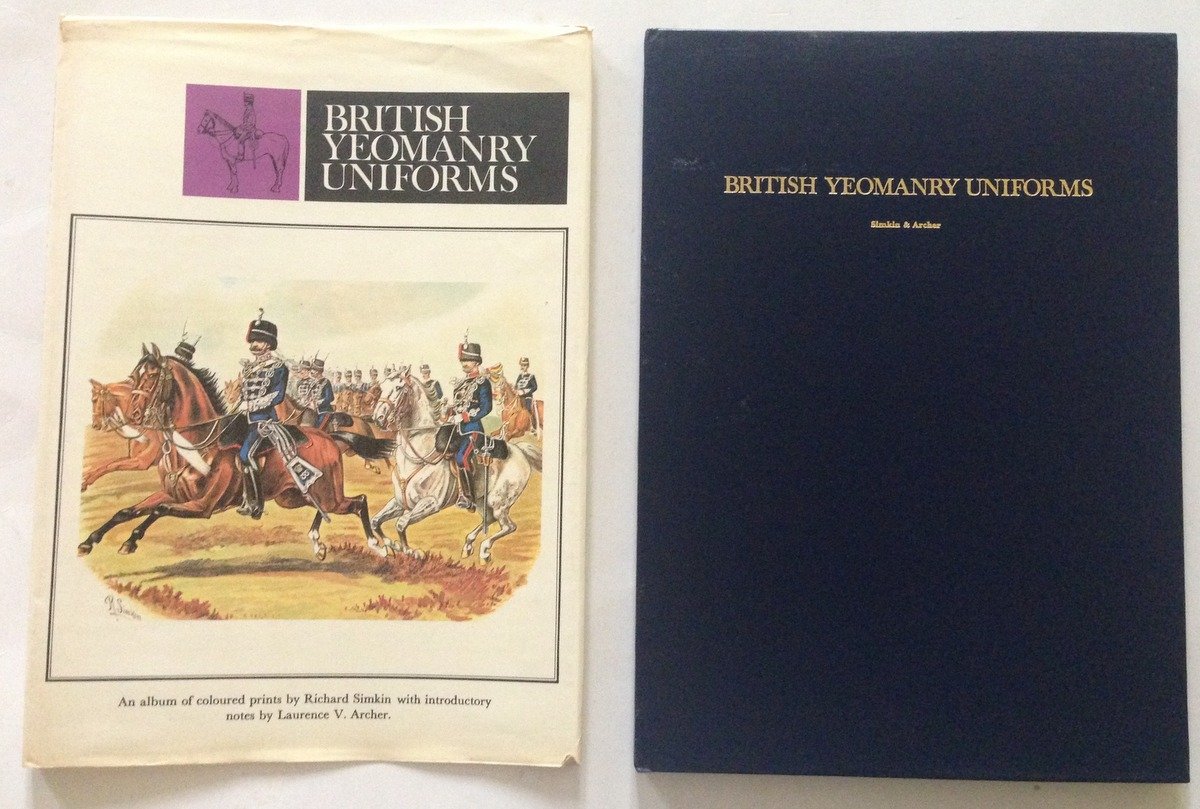 BRITISH
YEOMANRY
UNIFORMS
R. Simkin
An album of coloured prints by Richard Simkin with introductory
notes by Laurence V. Archer.
BRITISH YEOMANRY UNIFORMS
Simkin & Archer